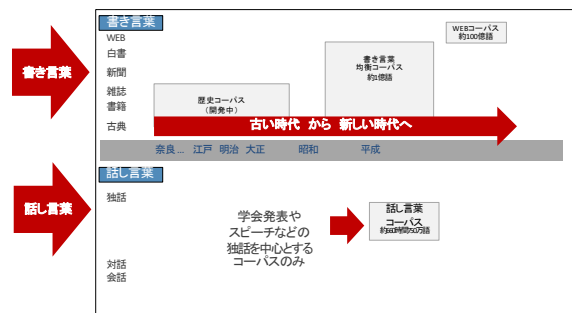 書き言葉
WEB
白書
新聞
雑誌
書籍
古典
書き言葉
WEBコーパス
約100億語
書き言葉
均衡コーパス
約1億語
歴史コーパス
（開発中）
古い時代 から 新しい時代へ
奈良… 江戸 明治 大正 昭和 平成
話し言葉
話し言葉
独話
対話
会話
学会発表や
スピーチなどの
独話を中心とする
コーパスのみ
話し言葉
コーパス